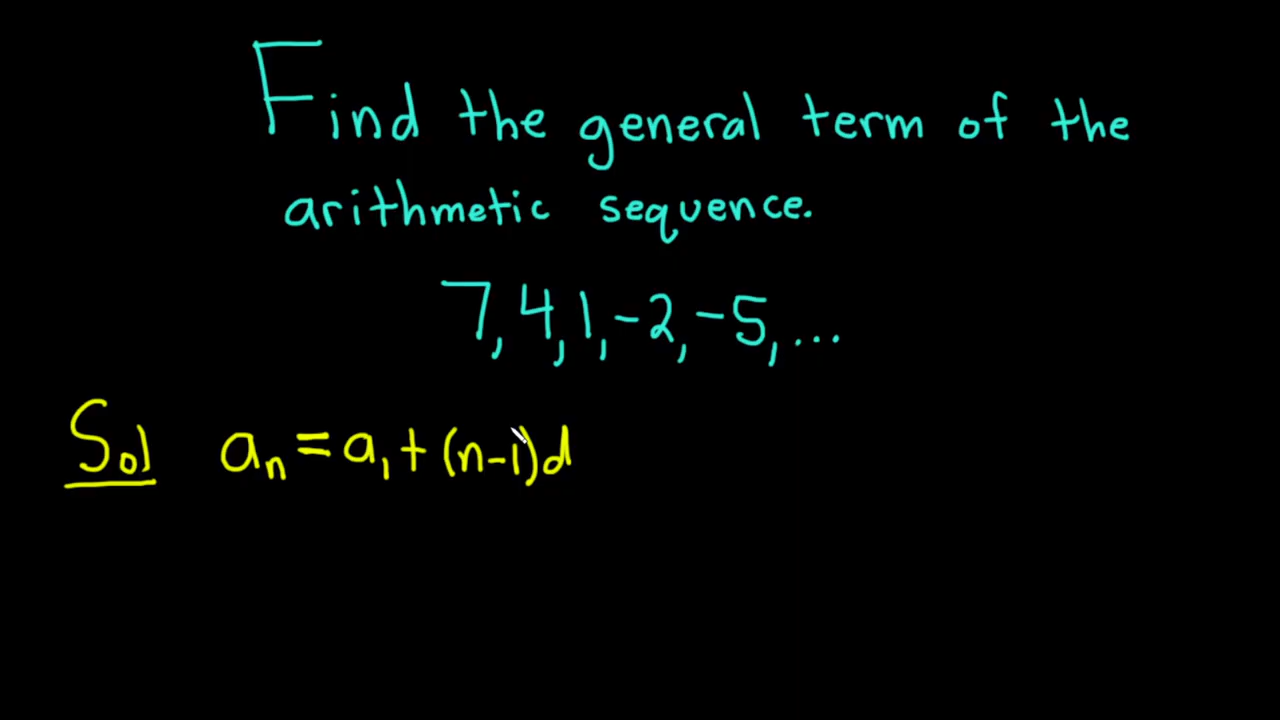 Find the general term of the
arithmetic sequence.
7, 4, 1, -2, -5, ...
Sol aₙ = a₁ + (n-1)d